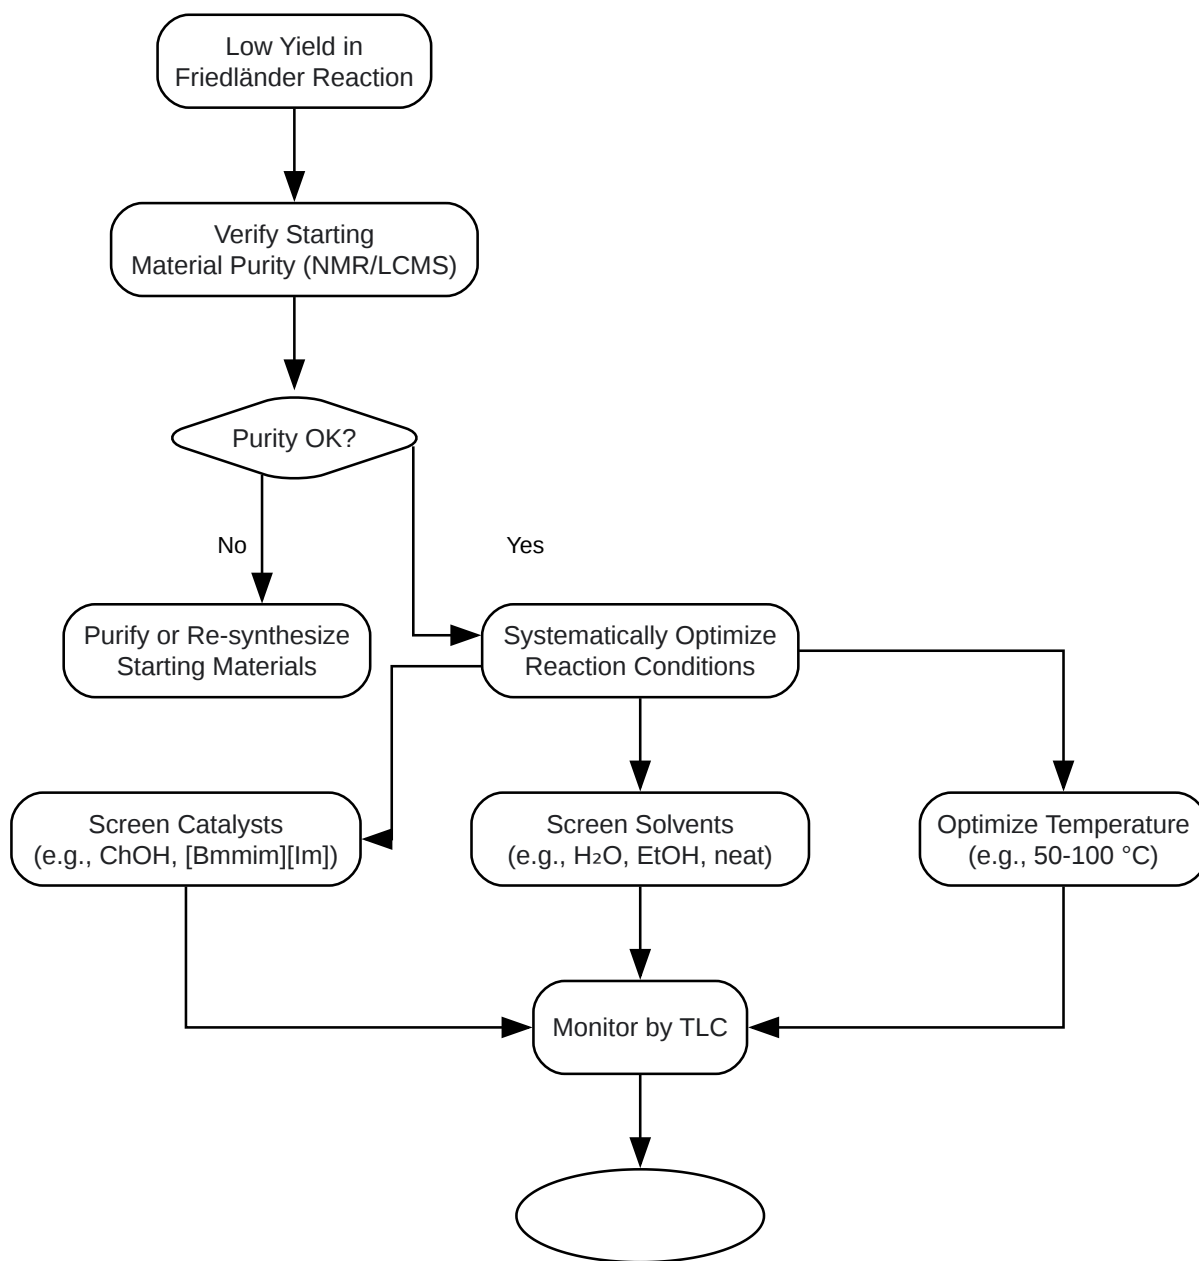 Low Yield in
Friedländer Reaction
Verify Starting
Material Purity (NMR/LCMS)
Purity OK?
No
Yes
Purify or Re-synthesize
Starting Materials
Systematically Optimize
Reaction Conditions
Screen Catalysts
(e.g., ChOH, [Bmmim][Im])
Screen Solvents
(e.g., H₂O, EtOH, neat)
Optimize Temperature
(e.g., 50-100 °C)
Monitor by TLC